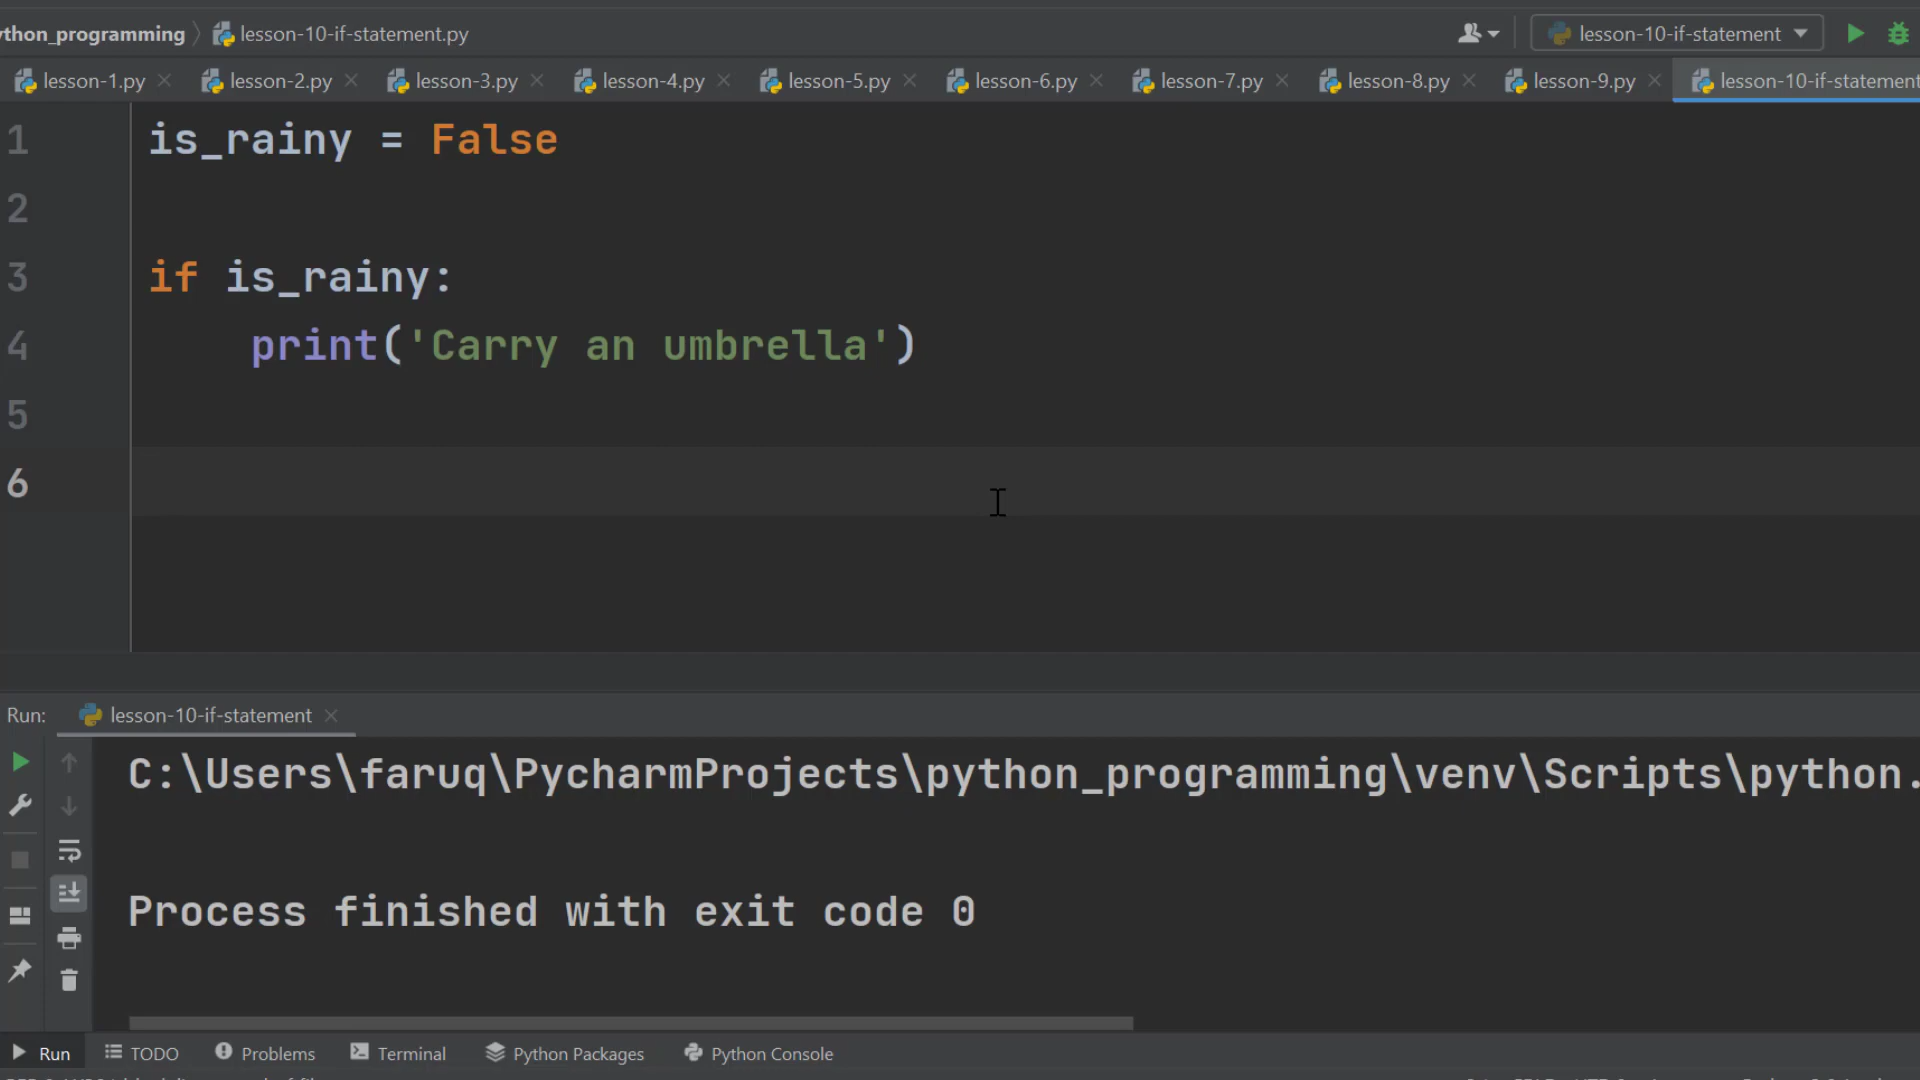 python_programming lesson-10-if-statement.py lesson-10-if-statement
lesson-1.py lesson-2.py lesson-3.py lesson-4.py lesson-5.py lesson-6.py lesson-7.py lesson-8.py lesson-9.py lesson-10-if-statement
1 is_rainy = False
2
3 if is_rainy:
4     print('Carry an umbrella')
5
6
Run: lesson-10-if-statement
C:\Users\faruq\PycharmProjects\python_programming\venv\Scripts\python.
Process finished with exit code 0
Run TODO Problems Terminal Python Packages Python Console